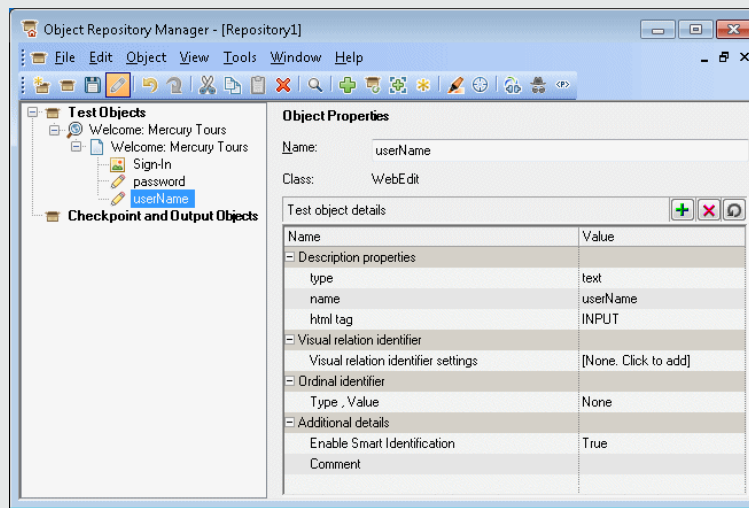 Object Repository Manager - [Repository1]
File Edit Object View Tools Window Help
Test Objects
Welcome: Mercury Tours
Welcome: Mercury Tours
Sign-In
password
userName
Checkpoint and Output Objects
Object Properties
Name: userName
Class: WebEdit
Test object details
Name Value
Description properties
type text
name userName
html tag INPUT
Visual relation identifier
Visual relation identifier settings [None. Click to add]
Ordinal identifier
Type , Value None
Additional details
Enable Smart Identification True
Comment